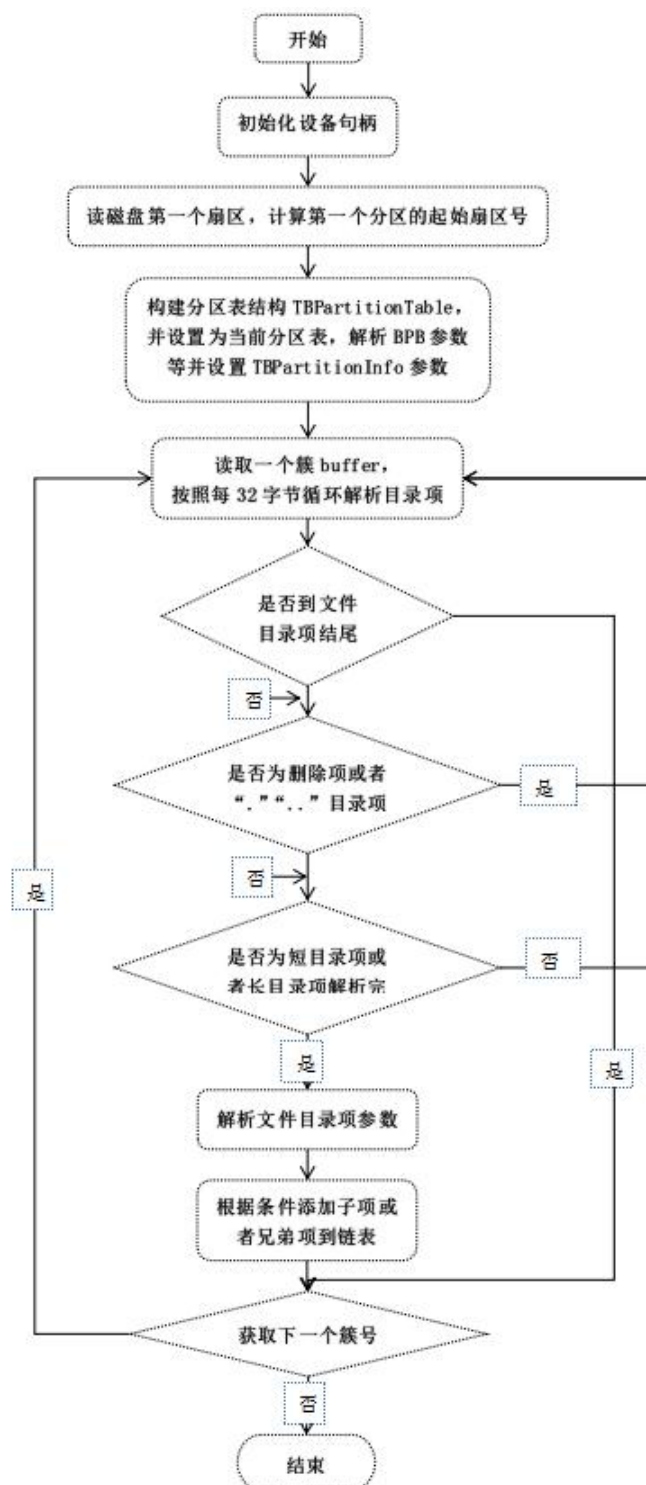 开始
初始化设备句柄
读磁盘第一个扇区，计算第一个分区的起始扇区号
构建分区表结构 TBPartitionTable，
并设置为当前分区表，解析 BPB 参数
等并设置 TBPartitionInfo 参数
读取一个簇 buffer，
按照每 32 字节循环解析目录项
是否到文件
目录项结尾
否
是否为删除项或者
“.”“..”目录项
是
否
是
是否为短目录项或
者长目录项解析完
否
是
是
解析文件目录项参数
根据条件添加子项或
者兄弟项到链表
获取下一个簇号
否
结束